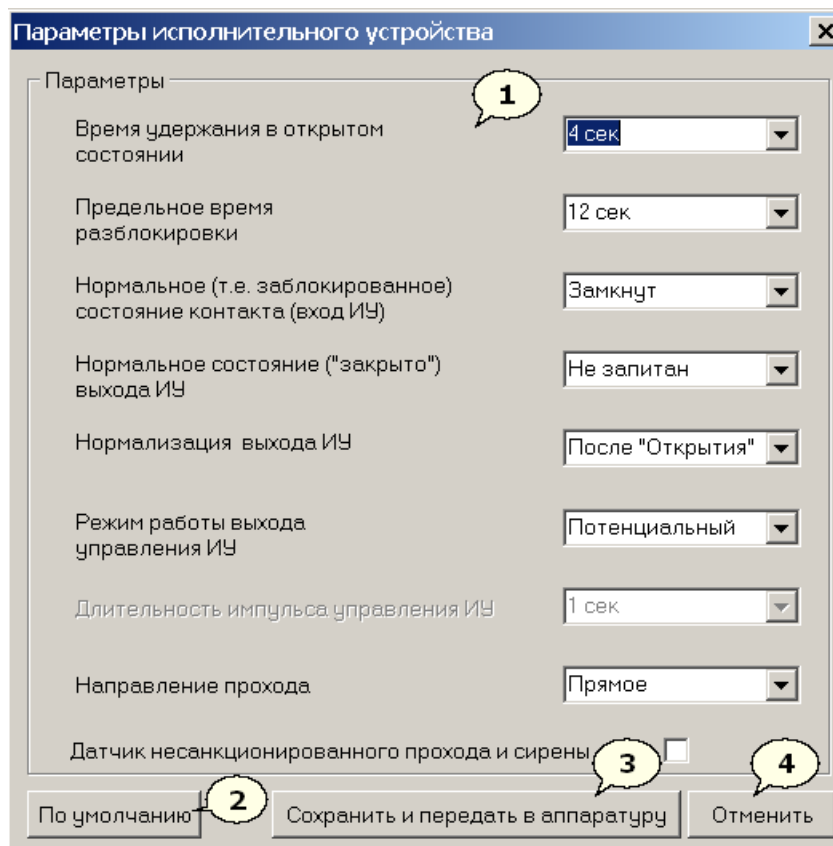 Параметры исполнительного устройства
Параметры
1
Время удержания в открытом
состоянии
4 сек
Предельное время
разблокировки
12 сек
Нормальное (т.е. заблокированное)
состояние контакта (вход ИУ)
Замкнут
Нормальное состояние ("закрыто")
выхода ИУ
Не запитан
Нормализация выхода ИУ
После "Открытия"
Режим работы выхода
управления ИУ
Потенциальный
Длительность импульса управления ИУ
1 сек
Направление прохода
Прямое
Датчик несанкционированного прохода и сирены
2
3
4
По умолчанию
Сохранить и передать в аппаратуру
Отменить